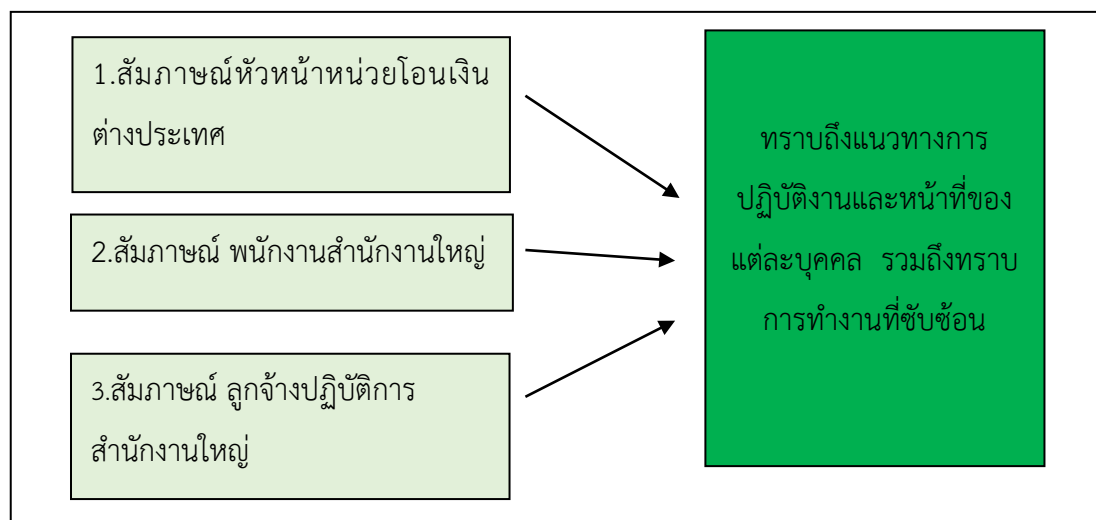 1.สัมภาษณ์หัวหน้าหน่วยโอนเงิน
ต่างประเทศ
2.สัมภาษณ์ พนักงานสำนักงานใหญ่
3.สัมภาษณ์ ลูกจ้างปฏิบัติการ
สำนักงานใหญ่
ทราบถึงแนวทางการ
ปฏิบัติงานและหน้าที่ของ
แต่ละบุคคล รวมถึงทราบ
การทำงานที่ซับซ้อน